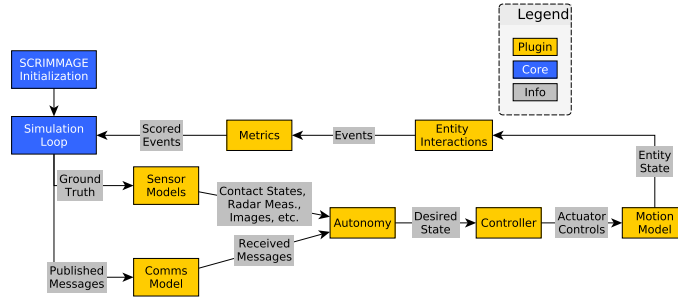 Legend
Plugin
Core
Info
SCRIMMAGE
Initialization
Simulation
Loop
Scored
Events
Metrics
Events
Entity
Interactions
Entity
State
Ground
Truth
Sensor
Models
Contact States,
Radar Meas.,
Images, etc.
Autonomy
Desired
State
Controller
Actuator
Controls
Motion
Model
Received
Messages
Published
Messages
Comms
Model